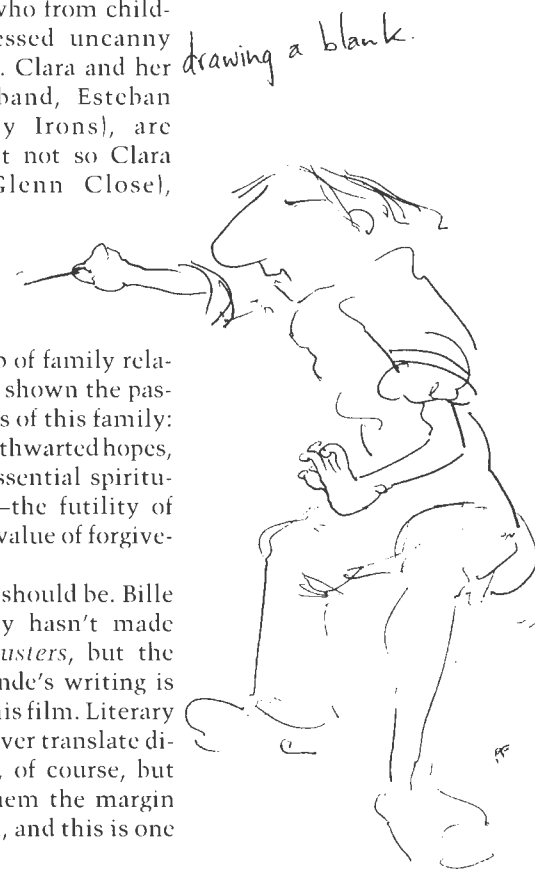 who from child-
essed uncanny
. Clara and her
band, Esteban
y Irons), are
t not so Clara
Glenn Close),
drawing a blank.
p of family rela-
shown the pas-
s of this family:
thwarted hopes,
ssential spiritu-
–the futility of
value of forgive-
should be. Bille
y hasn't made
usters, but the
nde's writing is
his film. Literary
ver translate di-
, of course, but
hem the margin
, and this is one